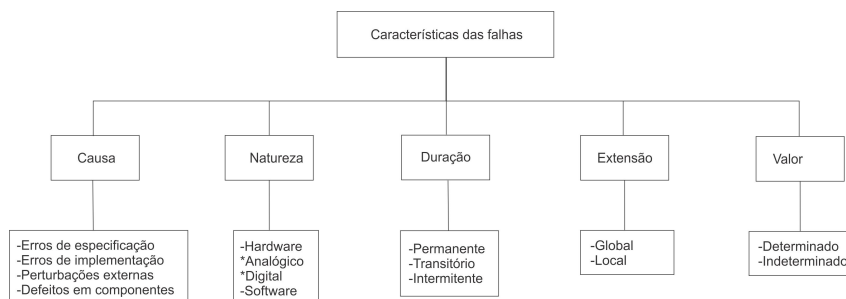 Características das falhas
Causa
Natureza
Duração
Extensão
Valor
-Erros de especificação
-Erros de implementação
-Perturbações externas
-Defeitos em componentes
-Hardware
*Analógico
*Digital
-Software
-Permanente
-Transitório
-Intermitente
-Global
-Local
-Determinado
-Indeterminado